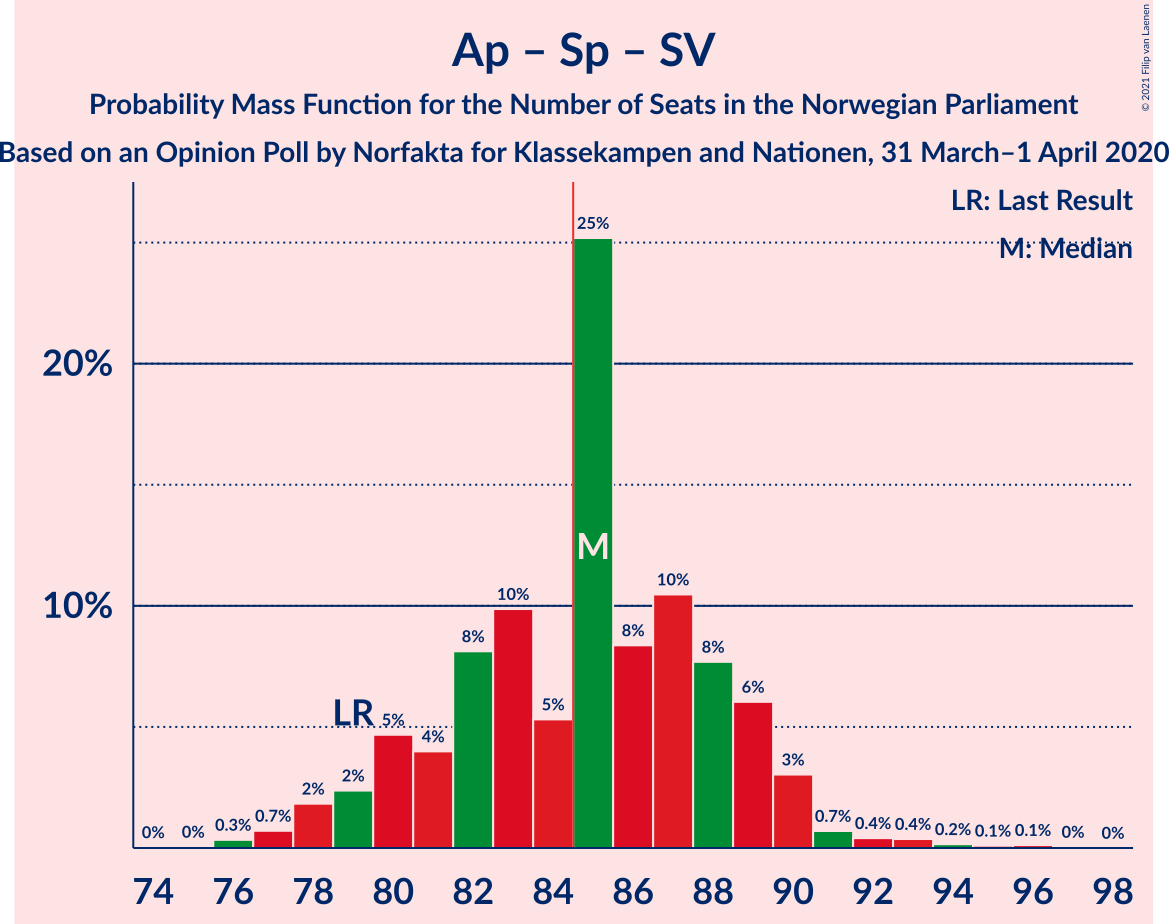 Ap – Sp – SV
Probability Mass Function for the Number of Seats in the Norwegian Parliament
Based on an Opinion Poll by Norfakta for Klassekampen and Nationen, 31 March–1 April 2020
© 2021 Filip van Laenen
LR: Last Result
M: Median
25%
20%
M
10%
10%
10%
8%
8%
8%
6%
LR
5%
5%
4%
3%
2%
2%
0% 0% 0.3% 0.7%
0.7% 0.4% 0.4% 0.2% 0.1% 0.1% 0% 0%
74 76 78 80 82 84 86 88 90 92 94 96 98